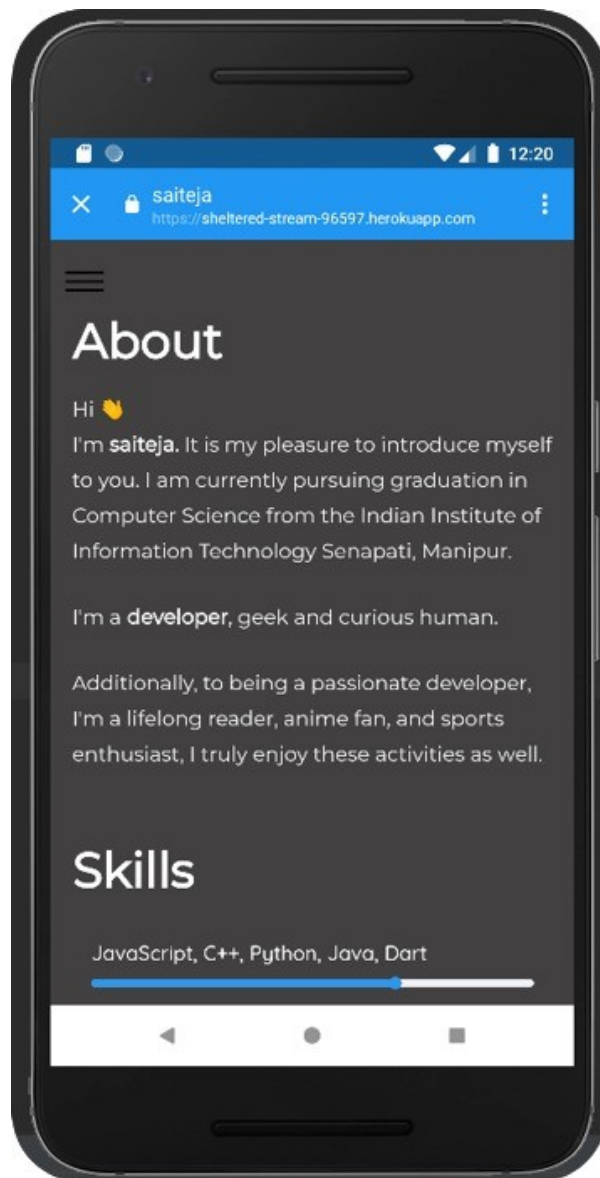 12:20
saiteja
https://sheltered-stream-96597.herokuapp.com
About
Hi 👋
I'm saiteja. It is my pleasure to introduce myself
to you. I am currently pursuing graduation in
Computer Science from the Indian Institute of
Information Technology Senapati, Manipur.
I'm a developer, geek and curious human.
Additionally, to being a passionate developer,
I'm a lifelong reader, anime fan, and sports
enthusiast, I truly enjoy these activities as well.
Skills
JavaScript, C++, Python, Java, Dart